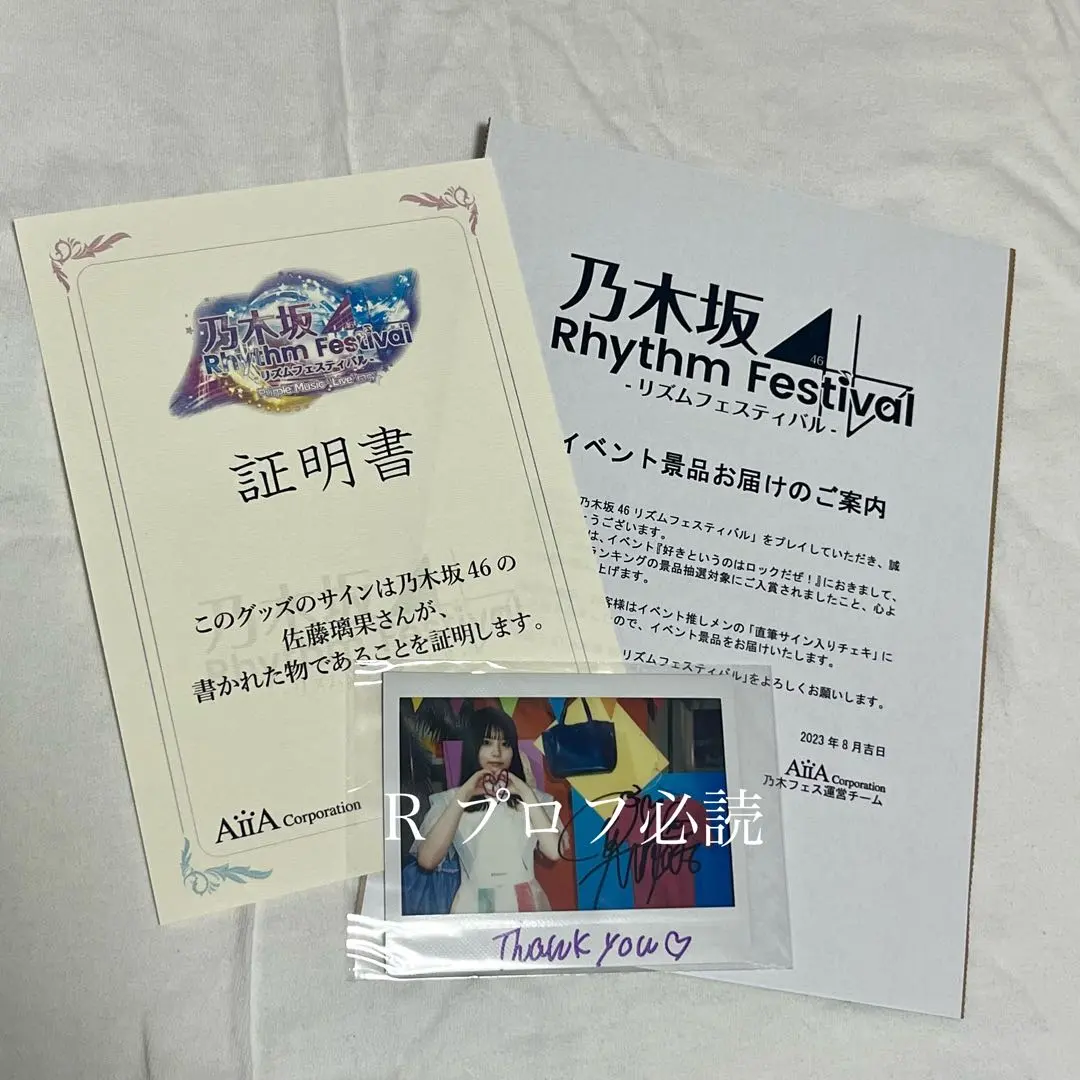 乃木坂46
Rhythm Festival
-リズムフェスティバル-
証明書
このグッズのサインは乃木坂46の
佐藤璃果さんが、
書かれた物であることを証明します。
AiiA Corporation
乃木坂46
Rhythm Festival
-リズムフェスティバル-
イベント景品お届けのご案内
乃木坂46リズムフェスティバル」をプレイしていただき、誠
うございます。
は、イベント『好きというのはロックだぜ!』におきまして、
ランキングの景品抽選対象にご入賞されましたこと、心よ
上げます。
客様はイベント推しメンの「直筆サイン入りチェキ」に
ので、イベント景品をお届けいたします。
リズムフェスティバル」をよろしくお願いします。
2023年8月吉日
AiiA Corporation
乃木フェス運営チーム
R プロフ必読
Thank you♡